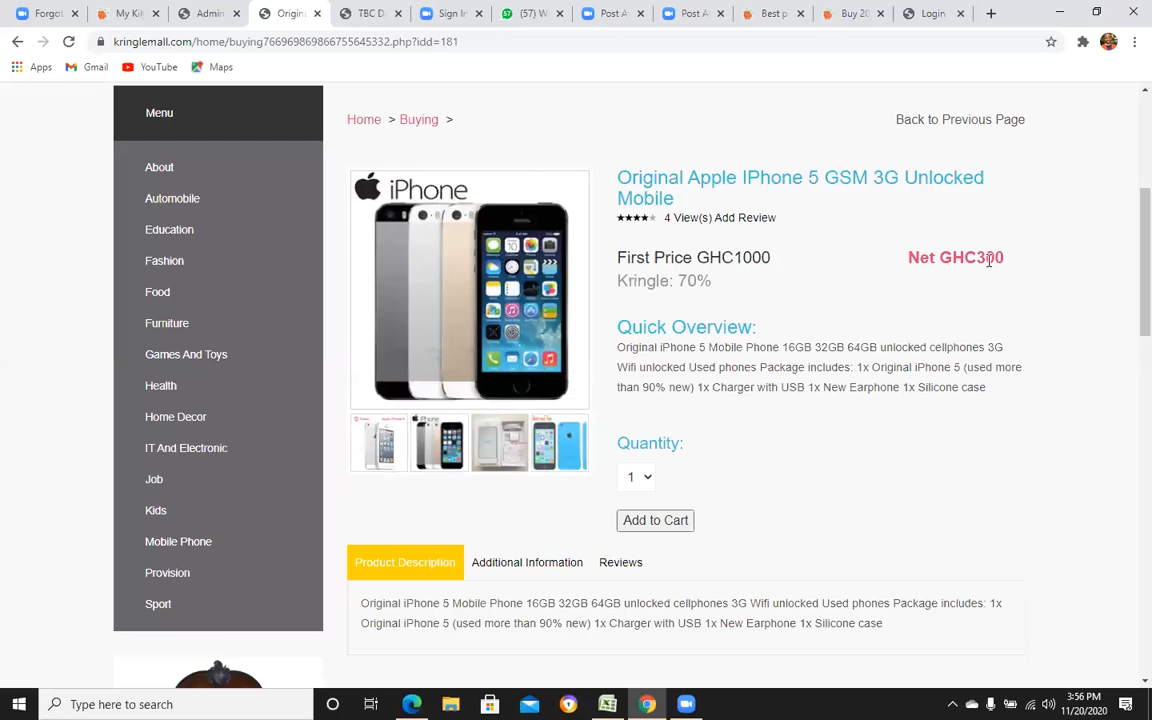 Forgot
My Ki
Admin
Origina
TBC D
Sign In
(57) W
Post A
Post A
Best p
Buy 20
Login
kringlemall.com/home/buying766969869866755645332.php?idd=181
Apps
Gmail
YouTube
Maps
Menu
About
Automobile
Education
Fashion
Food
Furniture
Games And Toys
Health
Home Decor
IT And Electronic
Job
Kids
Mobile Phone
Provision
Sport
Home > Buying >
Back to Previous Page
iPhone
Original Apple IPhone 5 GSM 3G Unlocked
Mobile
4 View(s) Add Review
First Price GHC1000
Net GHC300
Kringle: 70%
Quick Overview:
Original iPhone 5 Mobile Phone 16GB 32GB 64GB unlocked cellphones 3G
Wifi unlocked Used phones Package includes: 1x Original iPhone 5 (used more
than 90% new) 1x Charger with USB 1x New Earphone 1x Silicone case
Quantity:
1
Add to Cart
Product Description
Additional Information
Reviews
Original iPhone 5 Mobile Phone 16GB 32GB 64GB unlocked cellphones 3G Wifi unlocked Used phones Package includes: 1x
Original iPhone 5 (used more than 90% new) 1x Charger with USB 1x New Earphone 1x Silicone case
Type here to search
3:56 PM
11/20/2020